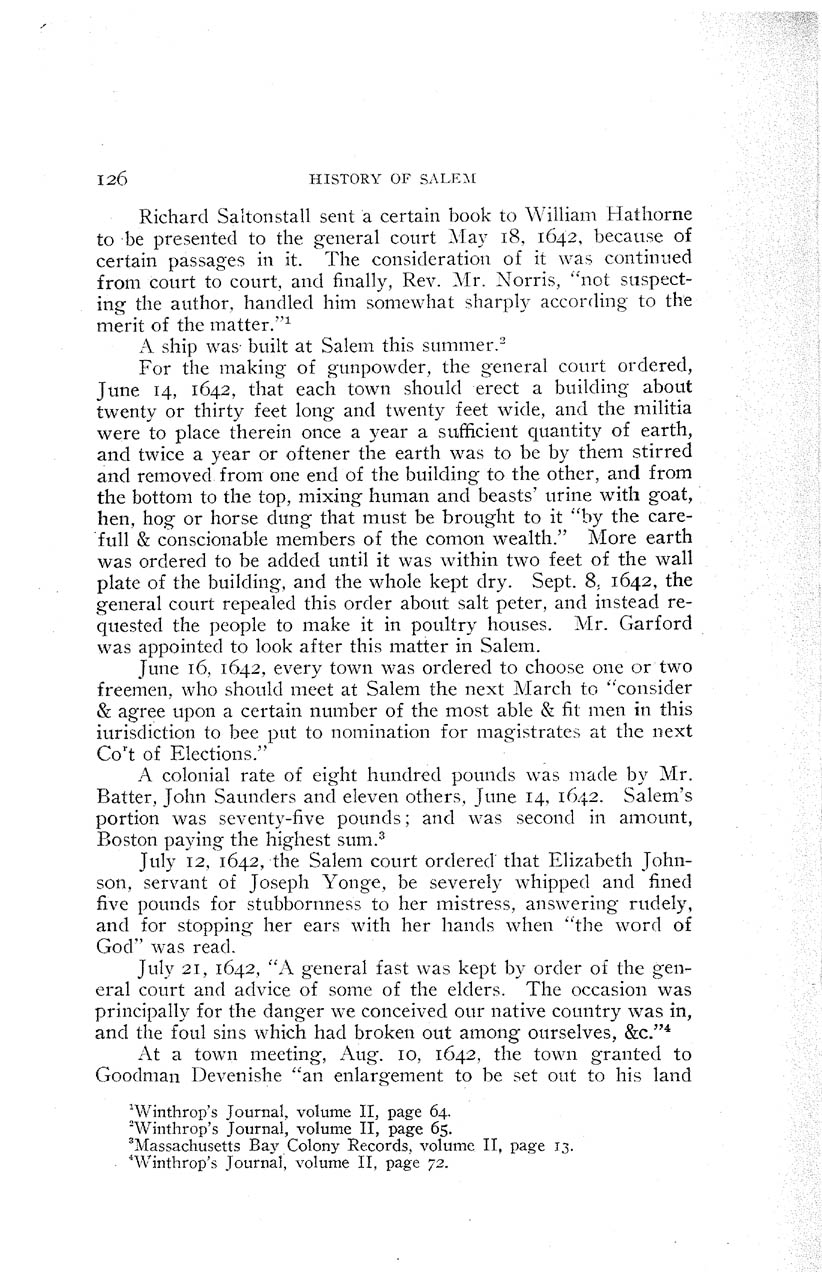 126 HISTORY OF SALEM
Richard Saltonstall sent a certain book to William Hathorne
to be presented to the general court May 18, 1642, because of
certain passages in it. The consideration of it was continued
from court to court, and finally, Rev. Mr. Norris, “not suspect-
ing the author, handled him somewhat sharply according to the
merit of the matter.”¹
A ship was built at Salem this summer.²
For the making of gunpowder, the general court ordered,
June 14, 1642, that each town should erect a building about
twenty or thirty feet long and twenty feet wide, and the militia
were to place therein once a year a sufficient quantity of earth,
and twice a year or oftener the earth was to be by them stirred
and removed from one end of the building to the other, and from
the bottom to the top, mixing human and beasts' urine with goat,
hen, hog or horse dung that must be brought to it “by the care-
full & conscionable members of the comon wealth.” More earth
was ordered to be added until it was within two feet of the wall
plate of the building, and the whole kept dry. Sept. 8, 1642, the
general court repealed this order about salt peter, and instead re-
quested the people to make it in poultry houses. Mr. Garford
was appointed to look after this matter in Salem.
June 16, 1642, every town was ordered to choose one or two
freemen, who should meet at Salem the next March to “consider
& agree upon a certain number of the most able & fit men in this
iurisdiction to bee put to nomination for magistrates at the next
Coʳt of Elections.”
A colonial rate of eight hundred pounds was made by Mr.
Batter, John Saunders and eleven others, June 14, 1642. Salem's
portion was seventy-five pounds; and was second in amount,
Boston paying the highest sum.³
July 12, 1642, the Salem court ordered that Elizabeth John-
son, servant of Joseph Yonge, be severely whipped and fined
five pounds for stubbornness to her mistress, answering rudely,
and for stopping her ears with her hands when “the word of
God” was read.
July 21, 1642, “A general fast was kept by order of the gen-
eral court and advice of some of the elders. The occasion was
principally for the danger we conceived our native country was in,
and the foul sins which had broken out among ourselves, &c.”⁴
At a town meeting, Aug. 10, 1642, the town granted to
Goodman Devenishe “an enlargement to be set out to his land
¹Winthrop's Journal, volume II, page 64.
²Winthrop's Journal, volume II, page 65.
³Massachusetts Bay Colony Records, volume II, page 13.
⁴Winthrop's Journal, volume II, page 72.